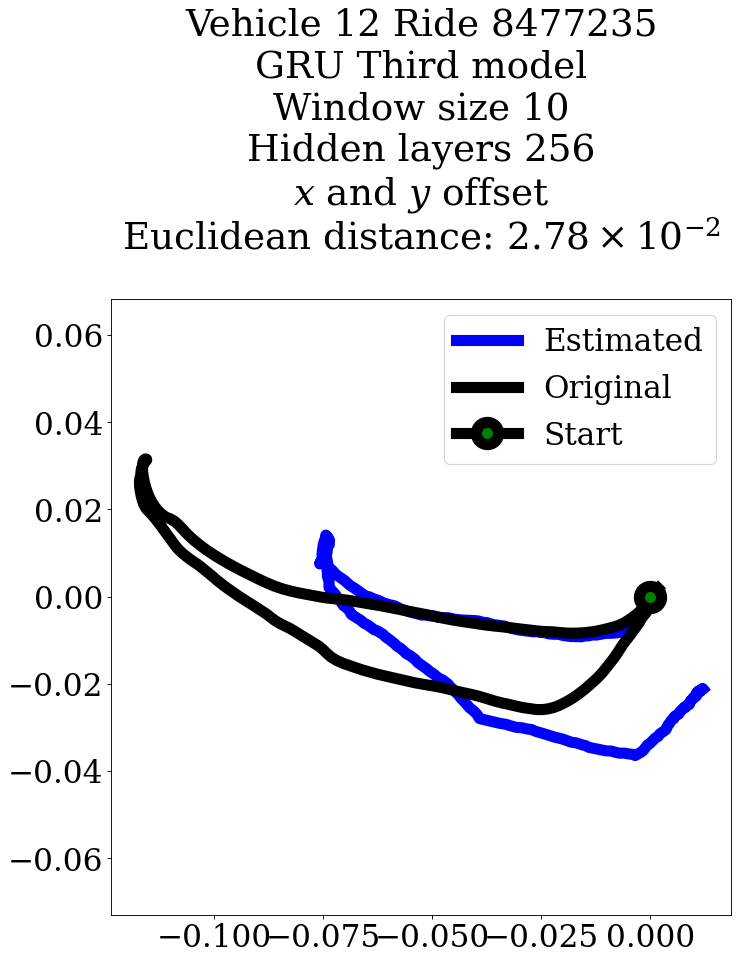 Vehicle 12 Ride 8477235
GRU Third model
Window size 10
Hidden layers 256
x and y offset
Euclidean distance: 2.78 × 10⁻²
Estimated
Original
Start
0.06
0.04
0.02
0.00
−0.02
−0.04
−0.06
−0.100 −0.075 −0.050 −0.025 0.000